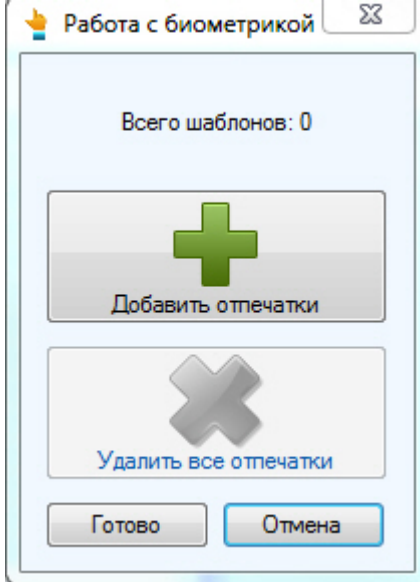 Работа с биометрикой
Всего шаблонов: 0
Добавить отпечатки
Удалить все отпечатки
Готово
Отмена